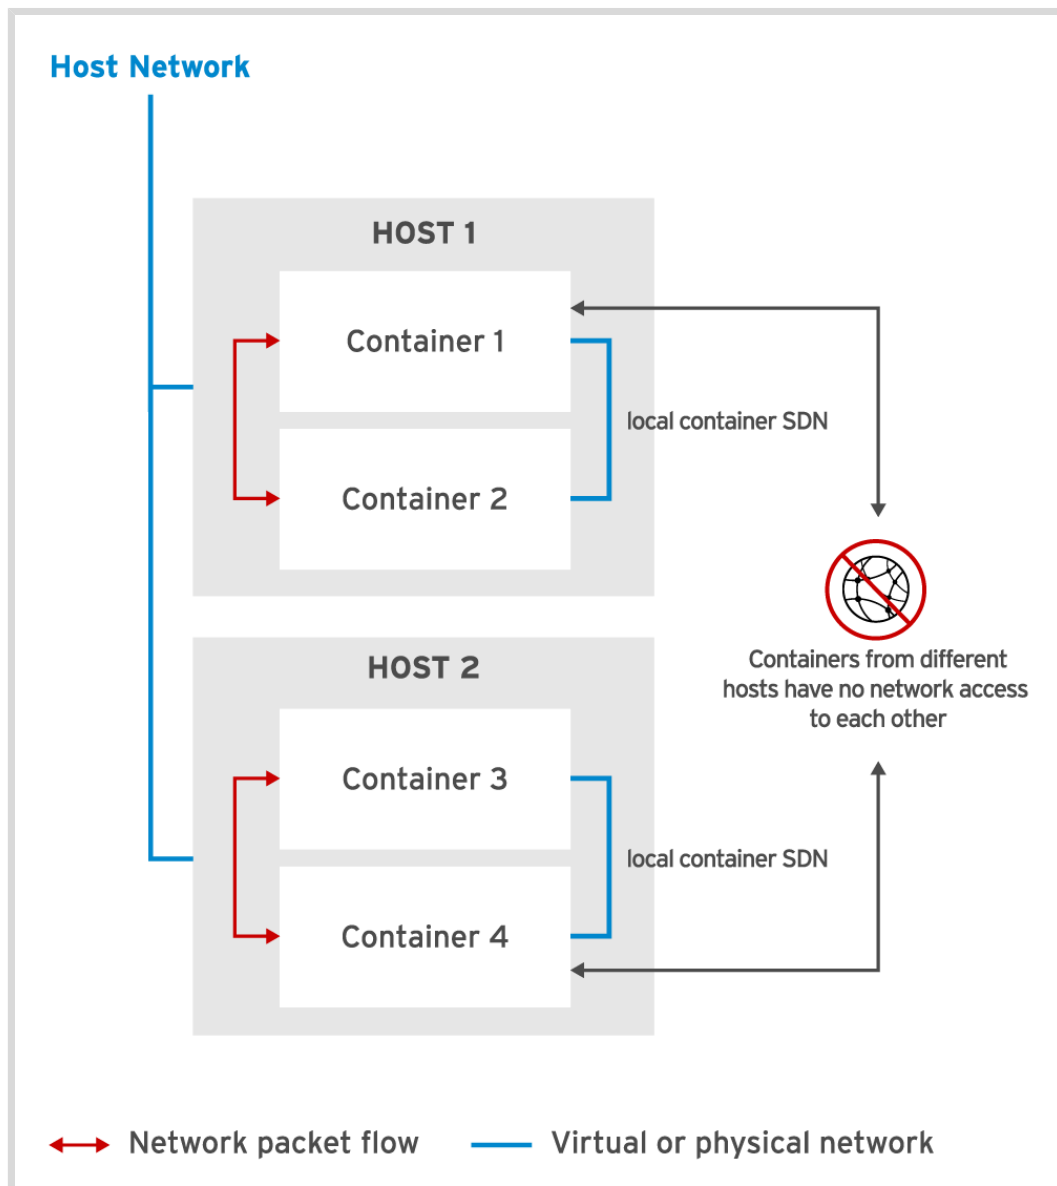 Host Network
HOST 1
Container 1
local container SDN
Container 2
Containers from different
hosts have no network access
to each other
HOST 2
Container 3
local container SDN
Container 4
Network packet flow
Virtual or physical network